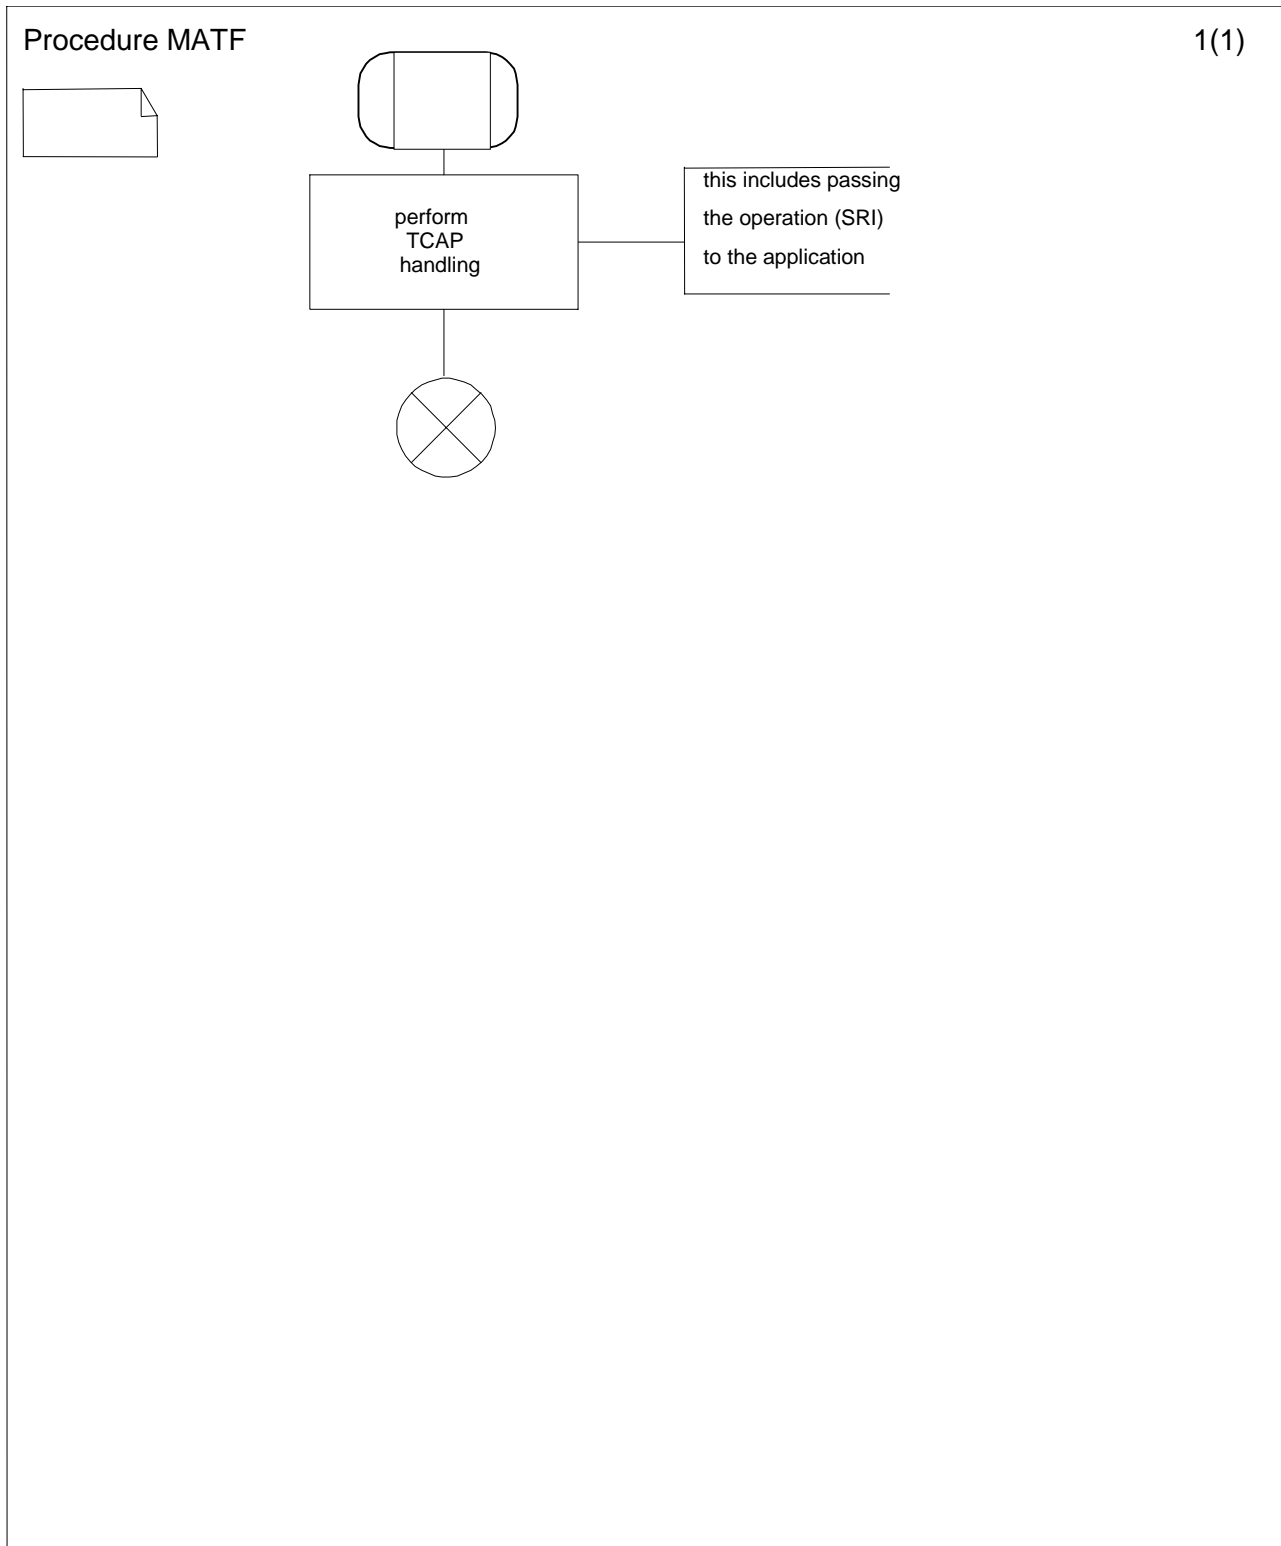 Procedure MATF
1(1)
perform
TCAP
handling
this includes passing
the operation (SRI)
to the application